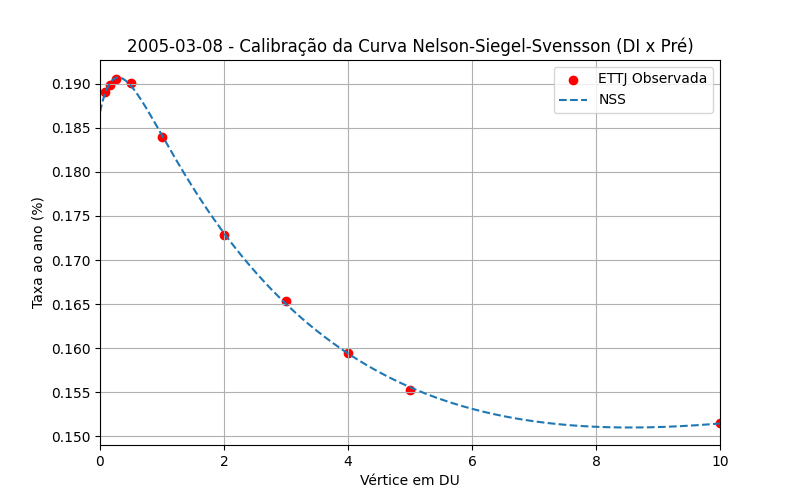 2005-03-08 - Calibração da Curva Nelson-Siegel-Svensson (DI x Pré)
ETTJ Observada
NSS
Taxa ao ano (%)
0.190
0.185
0.180
0.175
0.170
0.165
0.160
0.155
0.150
0 2 4 6 8 10
Vértice em DU